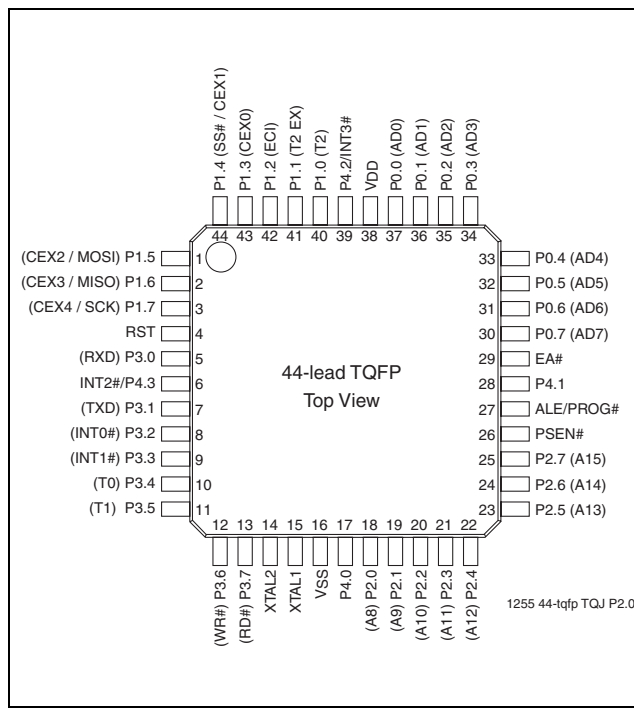 P1.4 (SS# / CEX1)
P1.3 (CEX0)
P1.2 (ECI)
P1.1 (T2 EX)
P1.0 (T2)
P4.2/INT3#
VDD
P0.0 (AD0)
P0.1 (AD1)
P0.2 (AD2)
P0.3 (AD3)
44 43 42 41 40 39 38 37 36 35 34
(CEX2 / MOSI) P1.5 1
(CEX3 / MISO) P1.6 2
(CEX4 / SCK) P1.7 3
RST 4
(RXD) P3.0 5
INT2#/P4.3 6
(TXD) P3.1 7
(INT0#) P3.2 8
(INT1#) P3.3 9
(T0) P3.4 10
(T1) P3.5 11
44-lead TQFP
Top View
33 P0.4 (AD4)
32 P0.5 (AD5)
31 P0.6 (AD6)
30 P0.7 (AD7)
29 EA#
28 P4.1
27 ALE/PROG#
26 PSEN#
25 P2.7 (A15)
24 P2.6 (A14)
23 P2.5 (A13)
12 13 14 15 16 17 18 19 20 21 22
(WR#) P3.6
(RD#) P3.7
XTAL2
XTAL1
VSS
P4.0
(A8) P2.0
(A9) P2.1
(A10) P2.2
(A11) P2.3
(A12) P2.4
1255 44-tqfp TQJ P2.0